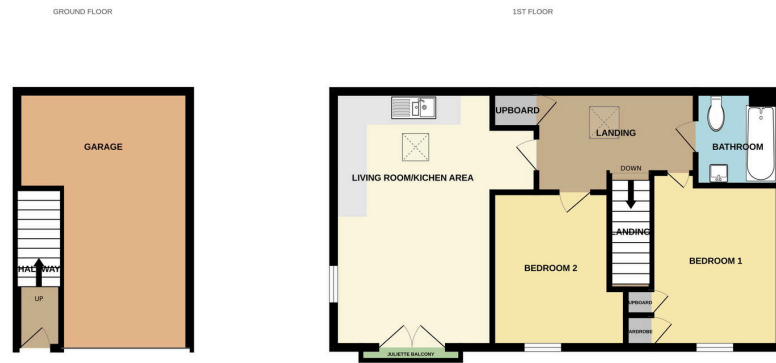 GROUND FLOOR
1ST FLOOR
GARAGE
HALLWAY
UP
UPBOARD
LANDING
BATHROOM
LIVING ROOM/KICHEN AREA
DOWN
LANDING
BEDROOM 2
BEDROOM 1
UPBOARD
ARDROBE
JULIETTE BALCONY